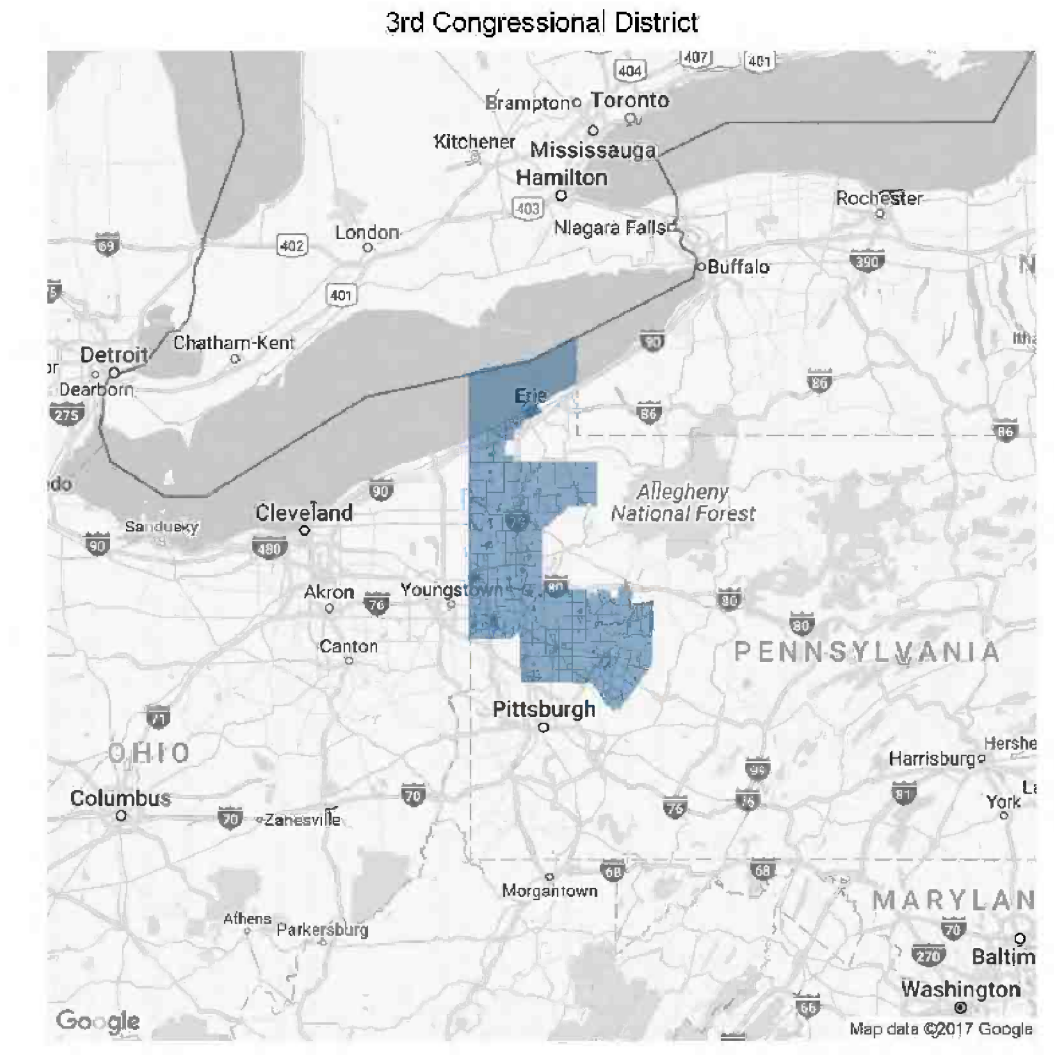 3rd Congressional District
404
407
401
Brampton
Toronto
Kitchener
Mississauga
Hamilton
403
Rochester
Niagara Falls
London
69
402
390
Buffalo
401
Chatham-Kent
Detroit
90
Dearborn
86
275
Erie
86
86
Allegheny
National Forest
90
Cleveland
Sandusky
90
480
79
Akron
76
Youngstown
80
80
80
Canton
PENNSYLVANIA
Pittsburgh
71
OHIO
Hershe
Harrisburg
99
Columbus
70
70
Zanesville
76
76
81
York
68
68
Morgantown
MARYLAN
Athens
Parkersburg
70
270
Baltim
Washington
66
Google
Map data ©2017 Google